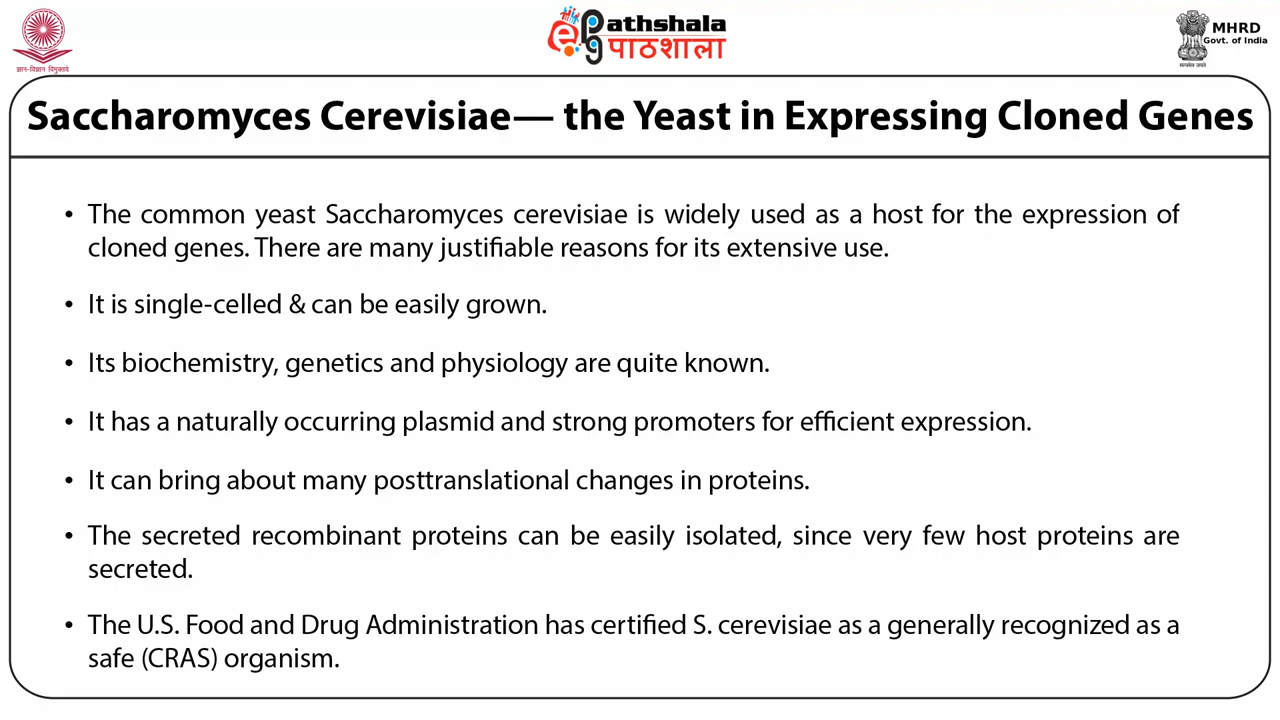 ज्ञान-विज्ञान विमुक्तये
ePathshala
पाठशाला
MHRD
Govt. of India
सत्यमेव जयते
Saccharomyces Cerevisiae— the Yeast in Expressing Cloned Genes
• The common yeast Saccharomyces cerevisiae is widely used as a host for the expression of
cloned genes. There are many justifiable reasons for its extensive use.
• It is single-celled & can be easily grown.
• Its biochemistry, genetics and physiology are quite known.
• It has a naturally occurring plasmid and strong promoters for efficient expression.
• It can bring about many posttranslational changes in proteins.
• The secreted recombinant proteins can be easily isolated, since very few host proteins are
secreted.
• The U.S. Food and Drug Administration has certified S. cerevisiae as a generally recognized as a
safe (CRAS) organism.